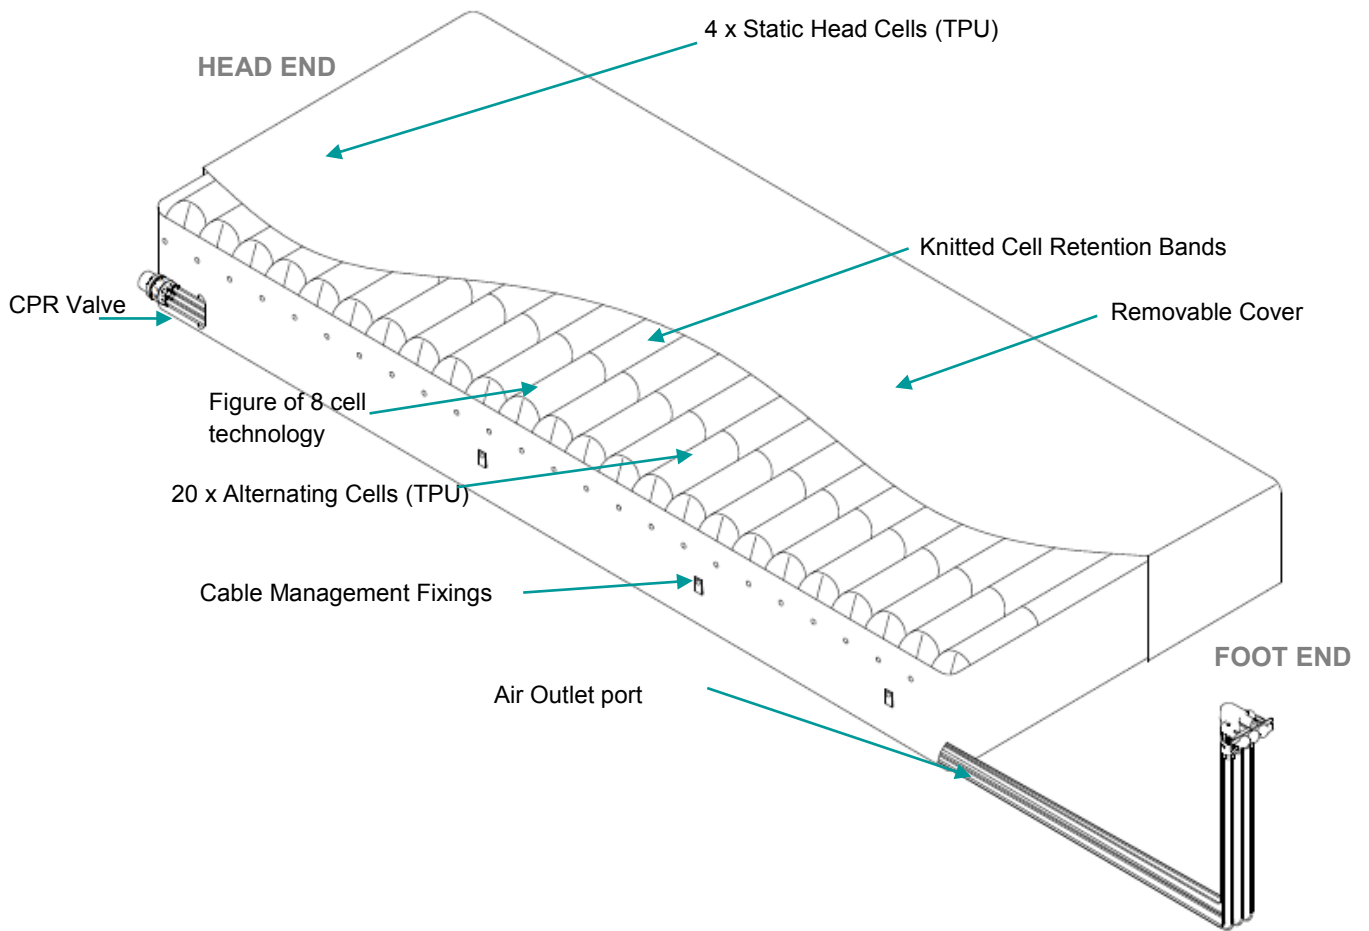 4 x Static Head Cells (TPU)
HEAD END
Knitted Cell Retention Bands
CPR Valve
Removable Cover
Figure of 8 cell
technology
20 x Alternating Cells (TPU)
Cable Management Fixings
FOOT END
Air Outlet port